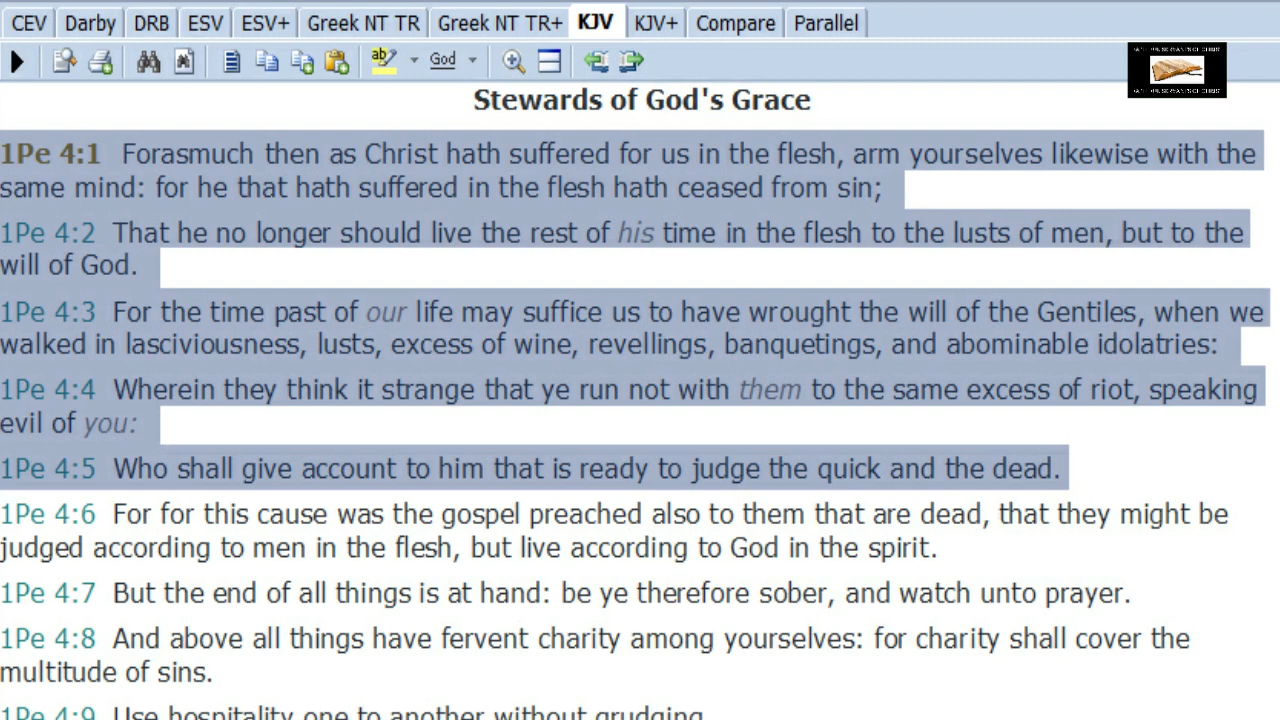 CEV Darby DRB ESV ESV+ Greek NT TR Greek NT TR+ KJV KJV+ Compare Parallel
ab God
Stewards of God's Grace
1Pe 4:1 Forasmuch then as Christ hath suffered for us in the flesh, arm yourselves likewise with the
same mind: for he that hath suffered in the flesh hath ceased from sin;
1Pe 4:2 That he no longer should live the rest of his time in the flesh to the lusts of men, but to the
will of God.
1Pe 4:3 For the time past of our life may suffice us to have wrought the will of the Gentiles, when we
walked in lasciviousness, lusts, excess of wine, revellings, banquetings, and abominable idolatries:
1Pe 4:4 Wherein they think it strange that ye run not with them to the same excess of riot, speaking
evil of you:
1Pe 4:5 Who shall give account to him that is ready to judge the quick and the dead.
1Pe 4:6 For for this cause was the gospel preached also to them that are dead, that they might be
judged according to men in the flesh, but live according to God in the spirit.
1Pe 4:7 But the end of all things is at hand: be ye therefore sober, and watch unto prayer.
1Pe 4:8 And above all things have fervent charity among yourselves: for charity shall cover the
multitude of sins.
1Pe 4:9 Use hospitality one to another without grudging.